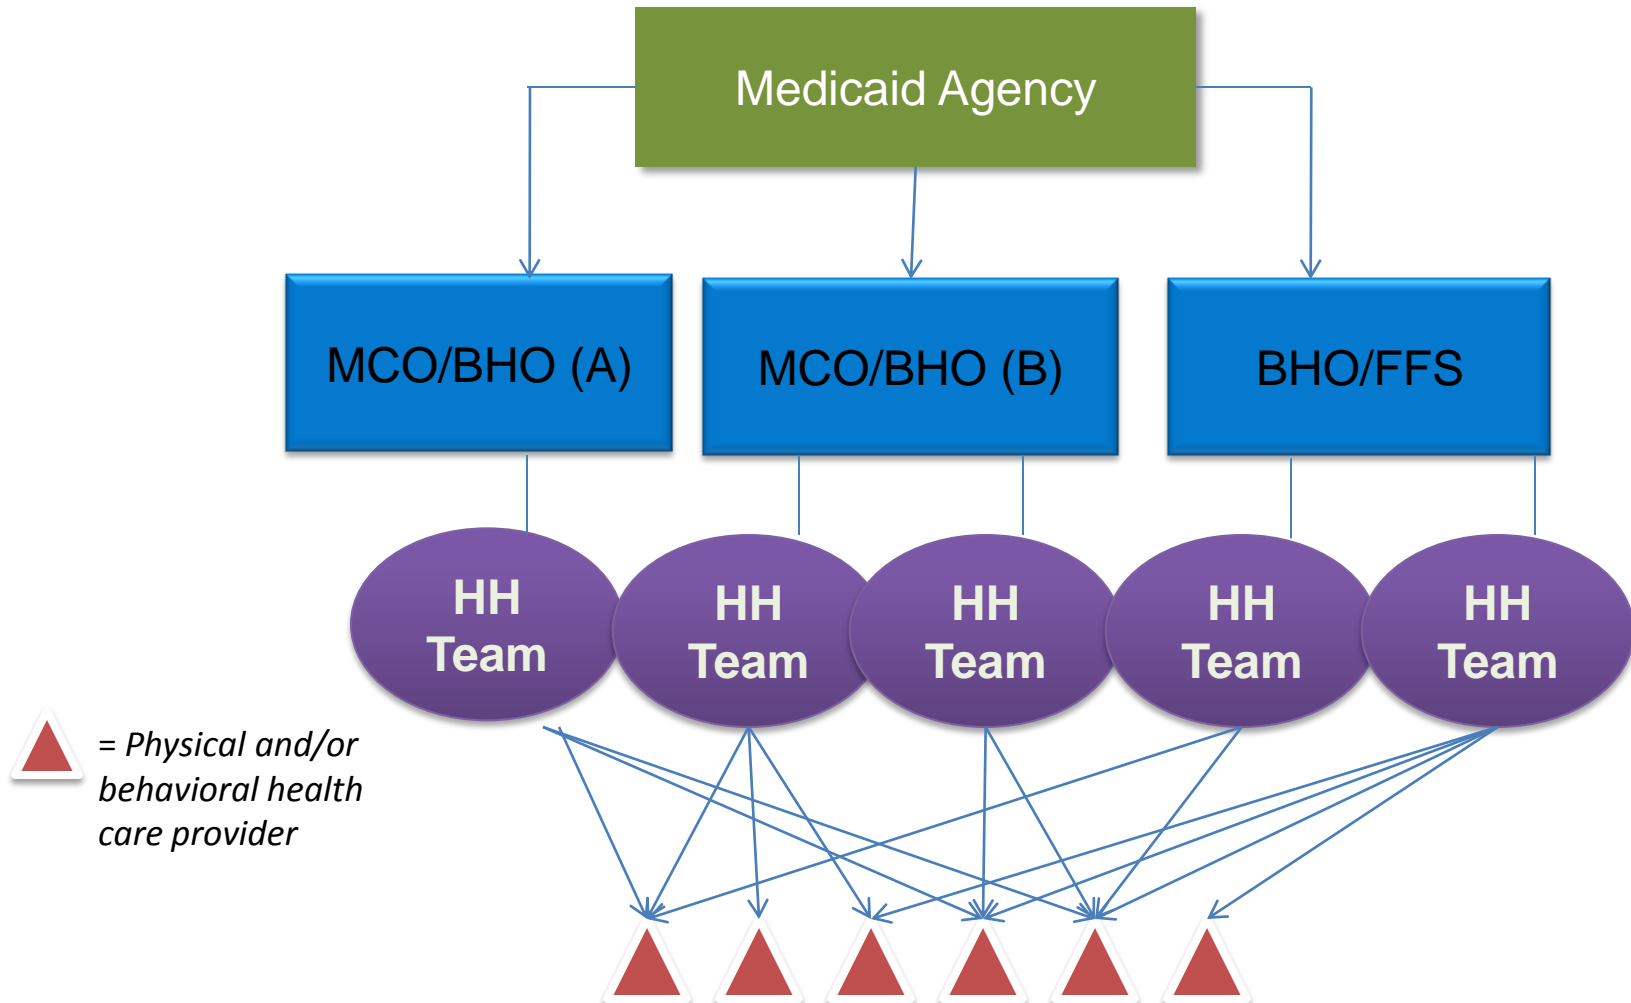 Medicaid Agency
MCO/BHO (A)
MCO/BHO (B)
BHO/FFS
HH
Team
HH
Team
HH
Team
HH
Team
HH
Team
= Physical and/or
behavioral health
care provider